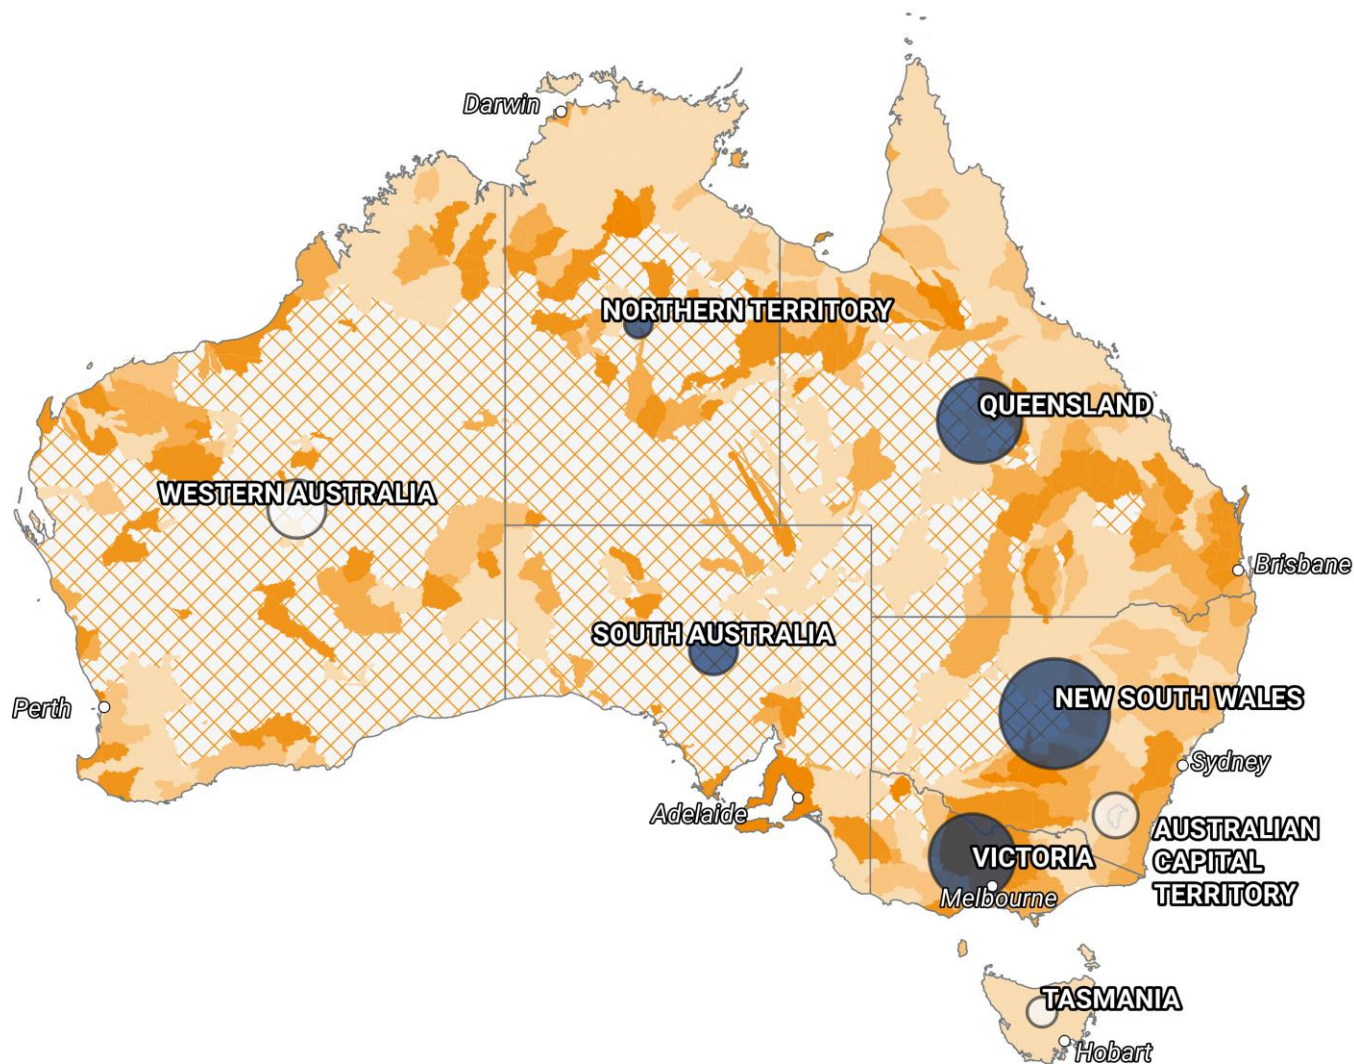 Darwin
NORTHERN TERRITORY
QUEENSLAND
WESTERN AUSTRALIA
Brisbane
SOUTH AUSTRALIA
NEW SOUTH WALES
Perth
Sydney
Adelaide
AUSTRALIAN
CAPITAL
TERRITORY
VICTORIA
Melbourne
TASMANIA
Hobart